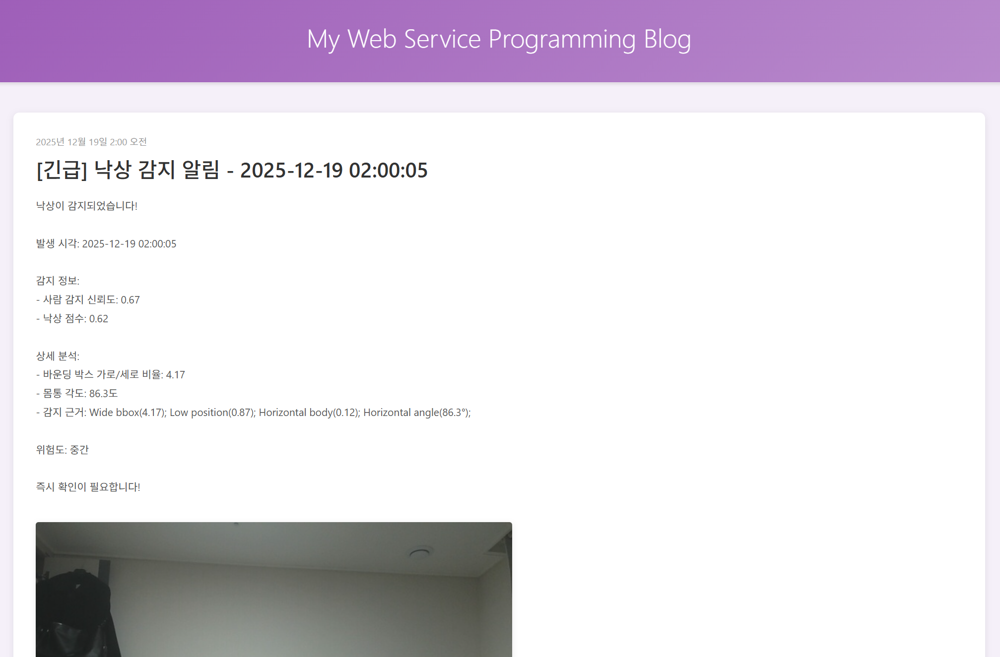 My Web Service Programming Blog
2025년 12월 19일 2:00 오전
[긴급] 낙상 감지 알림 - 2025-12-19 02:00:05
낙상이 감지되었습니다!
발생 시각: 2025-12-19 02:00:05
감지 정보:
- 사람 감지 신뢰도: 0.67
- 낙상 점수: 0.62
상세 분석:
- 바운딩 박스 가로/세로 비율: 4.17
- 몸통 각도: 86.3도
- 감지 근거: Wide bbox(4.17); Low position(0.87); Horizontal body(0.12); Horizontal angle(86.3°);
위험도: 중간
즉시 확인이 필요합니다!